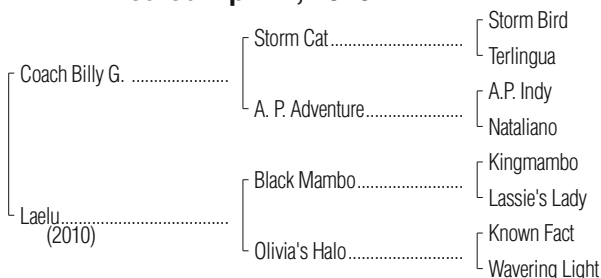 Storm Bird
Storm Cat
Terlingua
Coach Billy G.
A.P. Indy
A. P. Adventure
Nataliano
Kingmambo
Black Mambo
Lassie's Lady
Laelu
(2010)
Known Fact
Olivia's Halo
Wavering Light